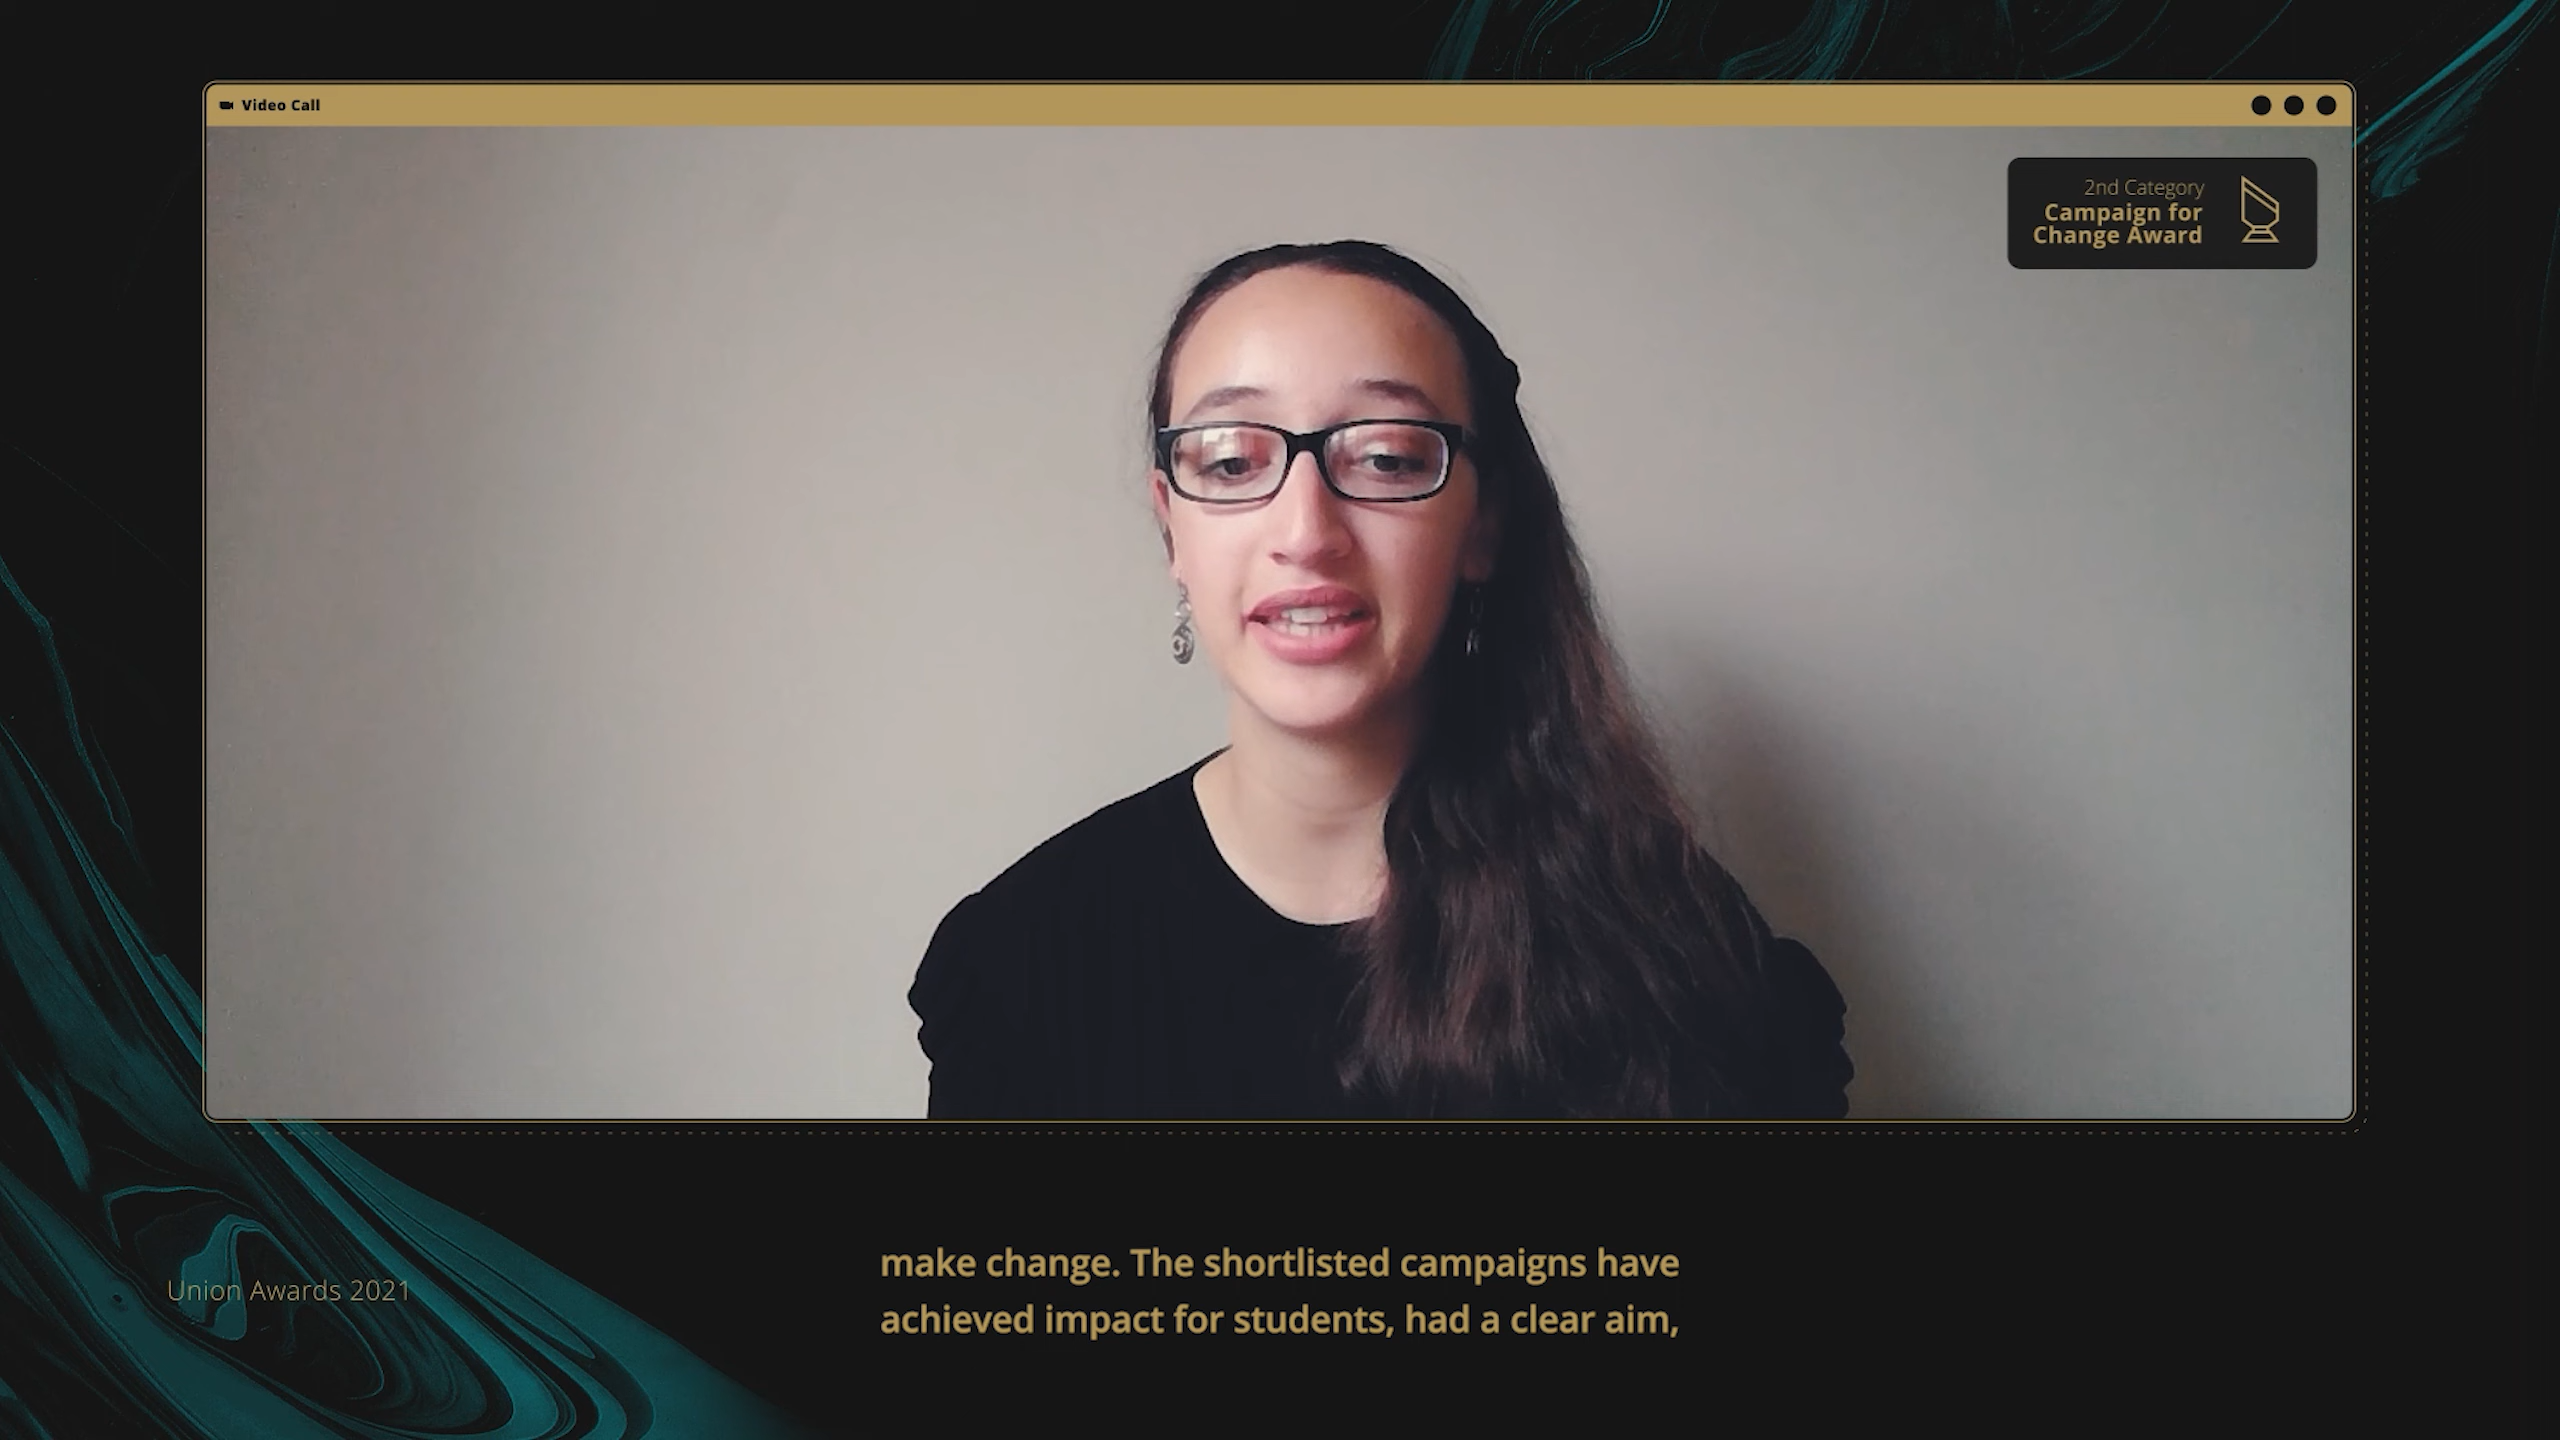 Video Call
2nd Category
Campaign for
Change Award
make change. The shortlisted campaigns have
achieved impact for students, had a clear aim,
Union Awards 2021